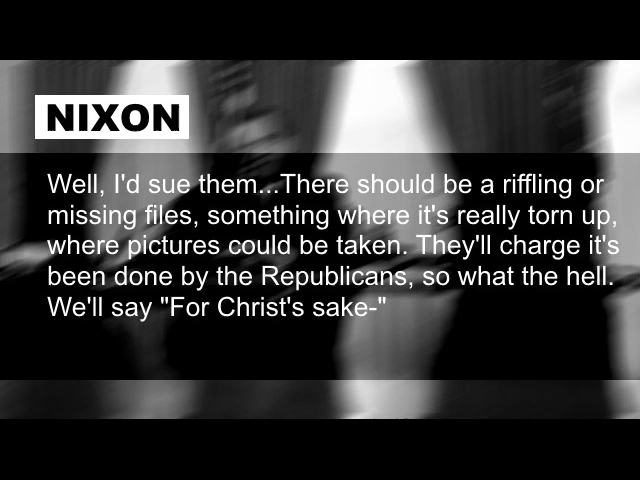 NIXON
Well, I'd sue them...There should be a riffling or
missing files, something where it's really torn up,
where pictures could be taken. They'll charge it's
been done by the Republicans, so what the hell.
We'll say "For Christ's sake-"